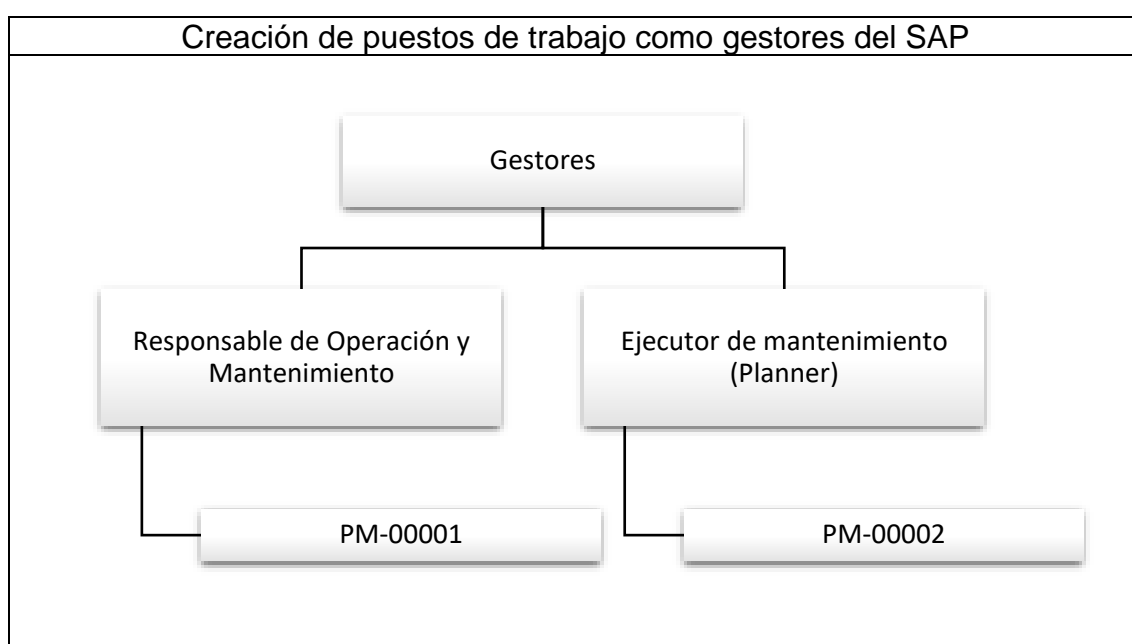 Creación de puestos de trabajo como gestores del SAP
Gestores
Responsable de Operación y
Mantenimiento
Ejecutor de mantenimiento
(Planner)
PM-00001
PM-00002